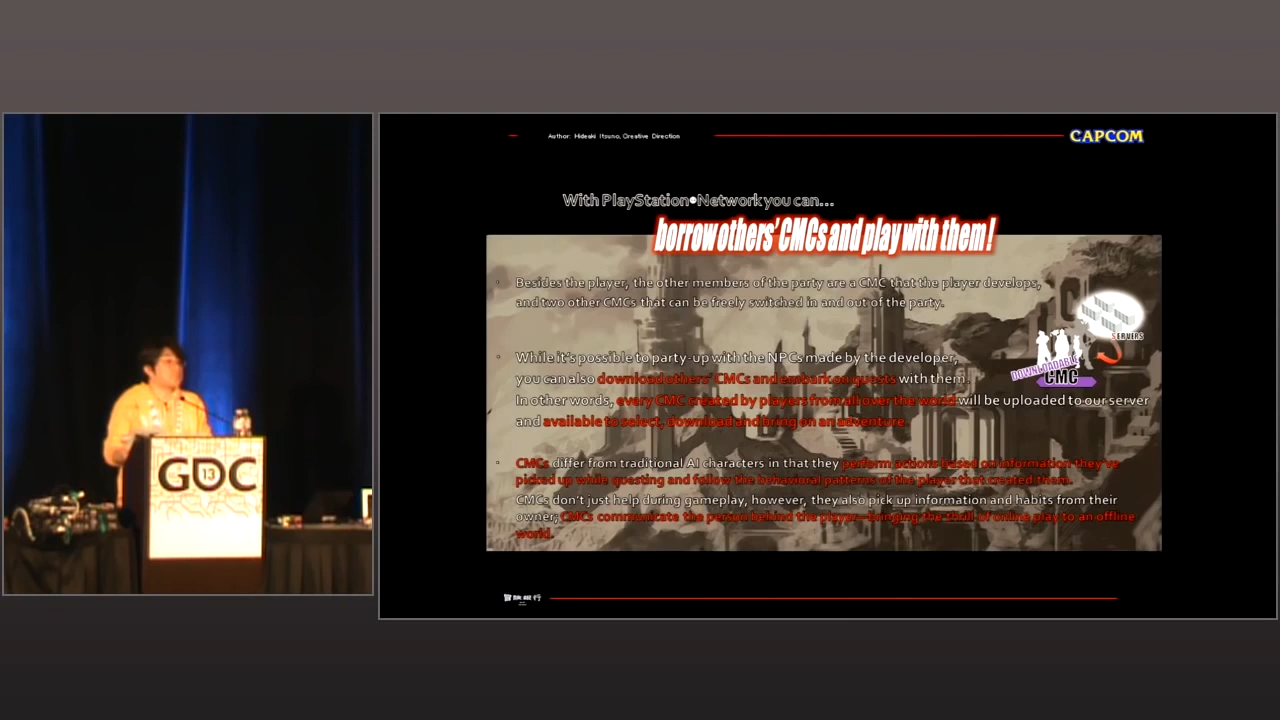 Author: Hideaki Itsuno, Creative Direction
CAPCOM
With PlayStation®Network you can...
borrow others' CMCs and play with them!
Besides the player, the other members of the party are a CMC that the player develops,
and two other CMCs that can be freely switched in and out of the party.
SERVERS
While it's possible to party-up with the NPCs made by the developer,
DOWNLOADABLE
CMC
you can also download others' CMCs and embark on quests with them.
In other words, every CMC created by players from all over the world will be uploaded to our server
and available to select, download and bring on an adventure.
CMCs differ from traditional AI characters in that they perform actions based on information they've
picked up while questing and follow the behavioral patterns of the player that created them.
CMCs don't just help during gameplay, however, they also pick up information and habits from their
owner; CMCs communicate the person behind the player—bringing the thrill of online play to an offline
world.
GDC 13